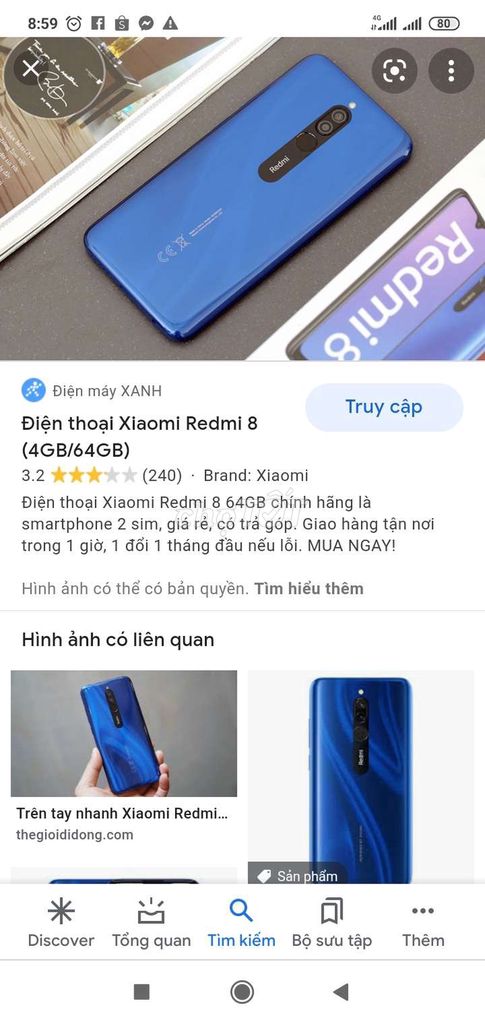 8:59
4G
80
Redmi
Redmi 8
Điện máy XANH
Truy cập
Điện thoại Xiaomi Redmi 8
(4GB/64GB)
3.2 ★★★★★ (240) · Brand: Xiaomi
Điện thoại Xiaomi Redmi 8 64GB chính hãng là
smartphone 2 sim, giá rẻ, có trả góp. Giao hàng tận nơi
trong 1 giờ, 1 đổi 1 tháng đầu nếu lỗi. MUA NGAY!
chợTỐT
Hình ảnh có thể có bản quyền. Tìm hiểu thêm
Hình ảnh có liên quan
Redmi
Trên tay nhanh Xiaomi Redmi...
thegioididong.com
Sản phẩm
Discover
Tổng quan
Tìm kiếm
Bộ sưu tập
Thêm